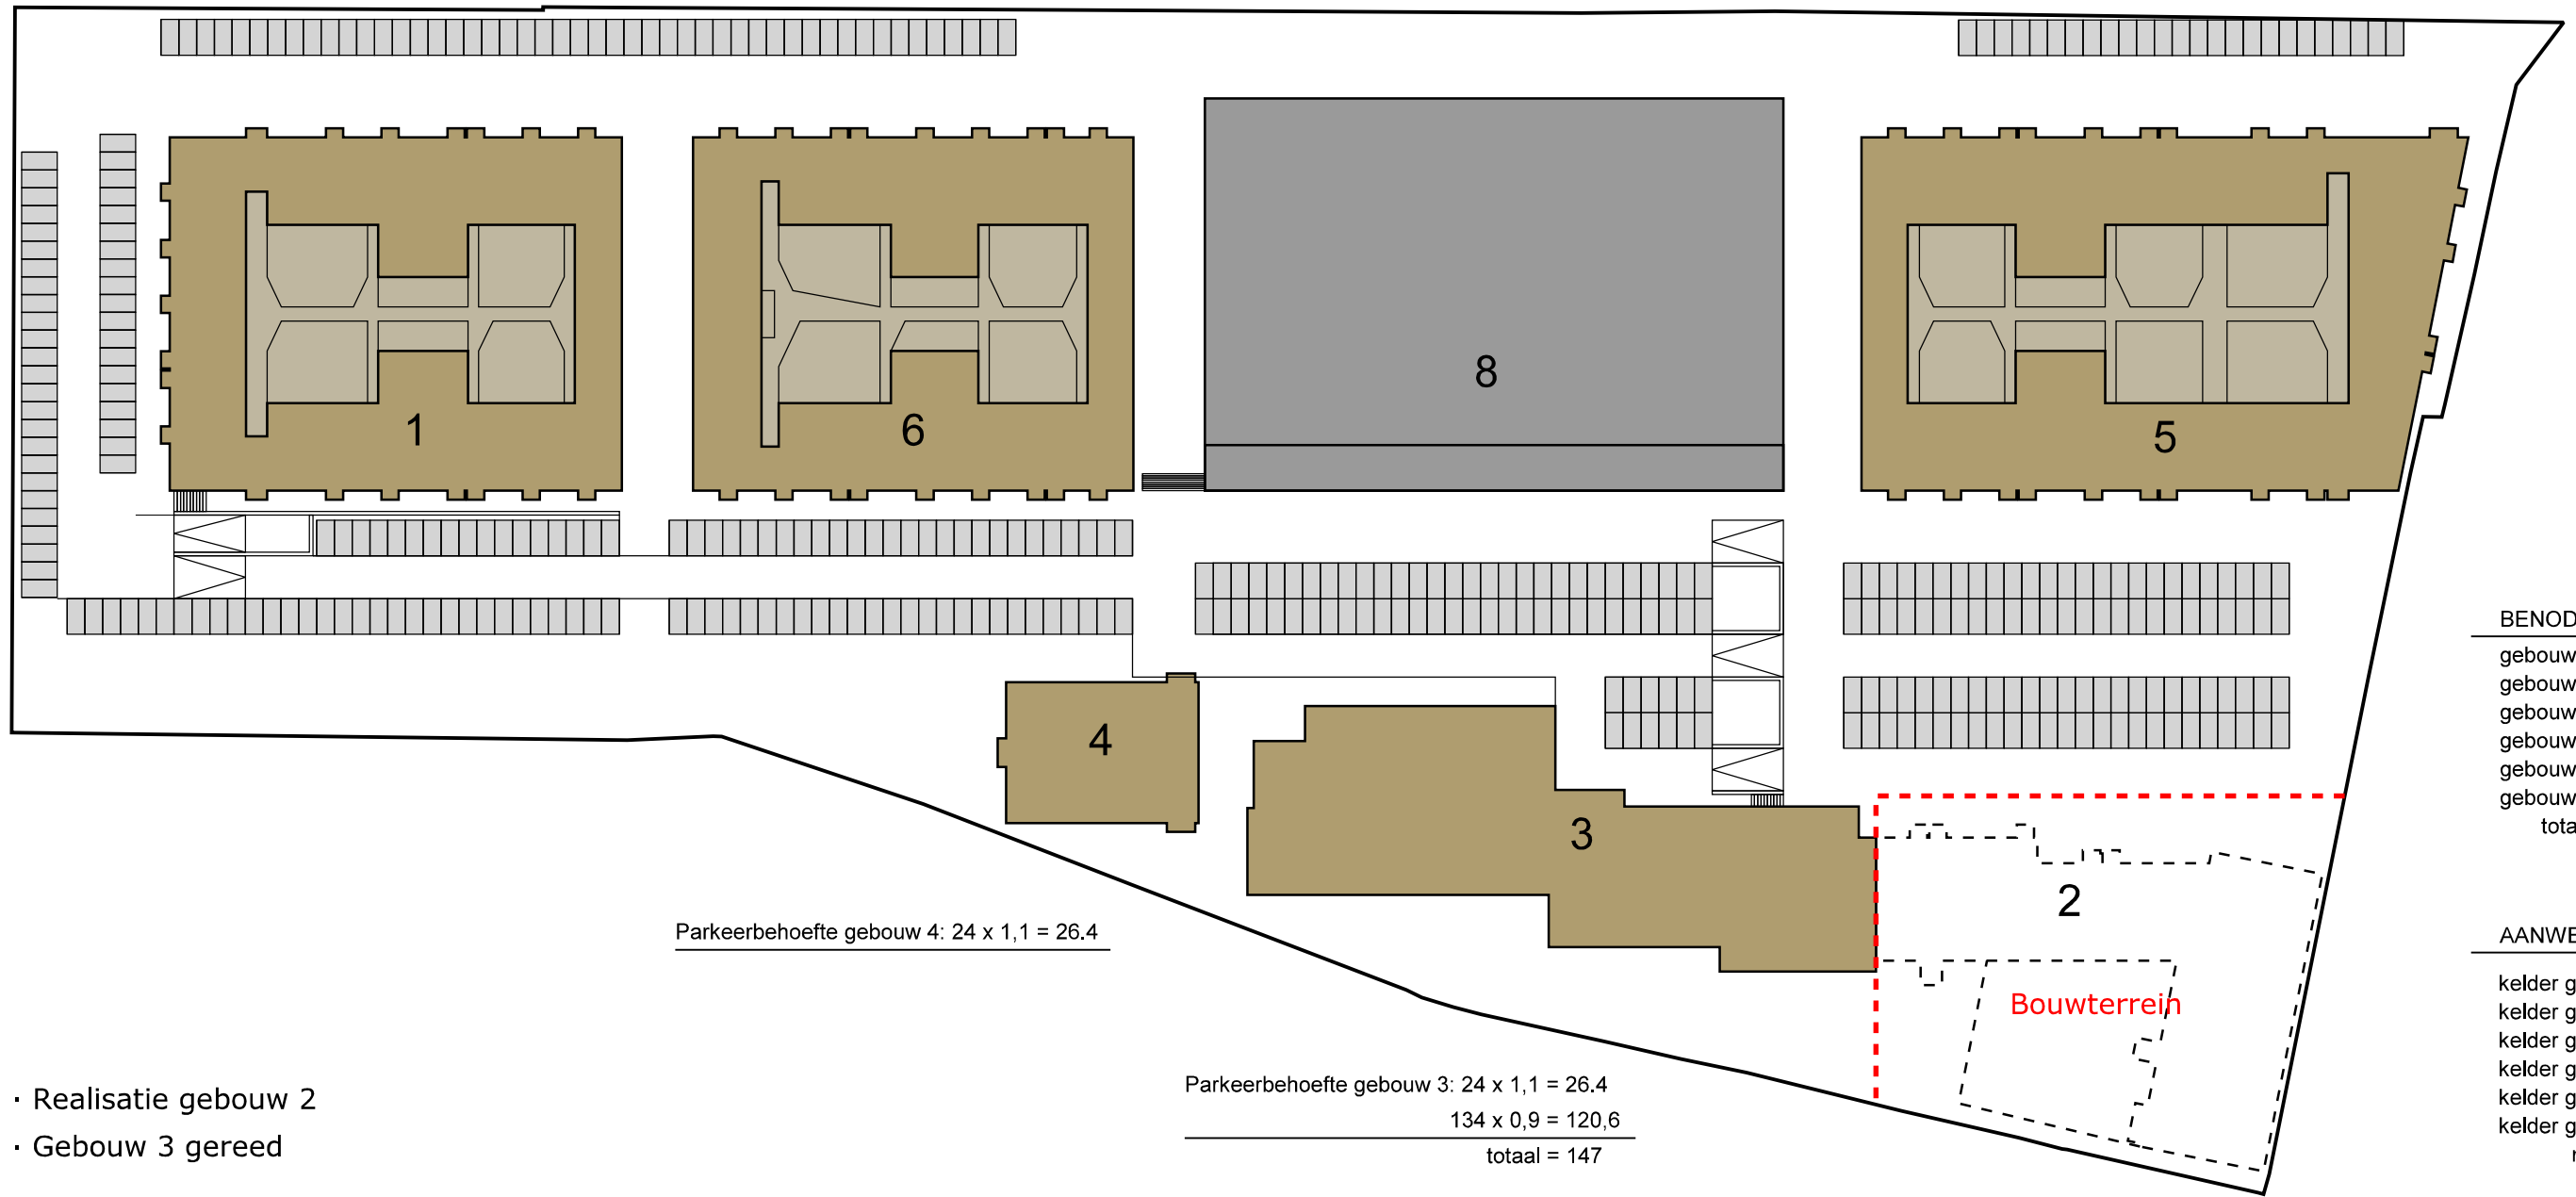 1
6
8
5
4
3
2
Bouwterrein
Parkeerbehoefte gebouw 4: 24 x 1,1 = 26.4
Parkeerbehoefte gebouw 3: 24 x 1,1 = 26.4
134 x 0,9 = 120,6
totaal = 147
· Realisatie gebouw 2
· Gebouw 3 gereed
BENOD
gebouw
gebouw
gebouw
gebouw
gebouw
gebouw
tota
AANWE
kelder g
kelder g
kelder g
kelder g
kelder g
kelder g